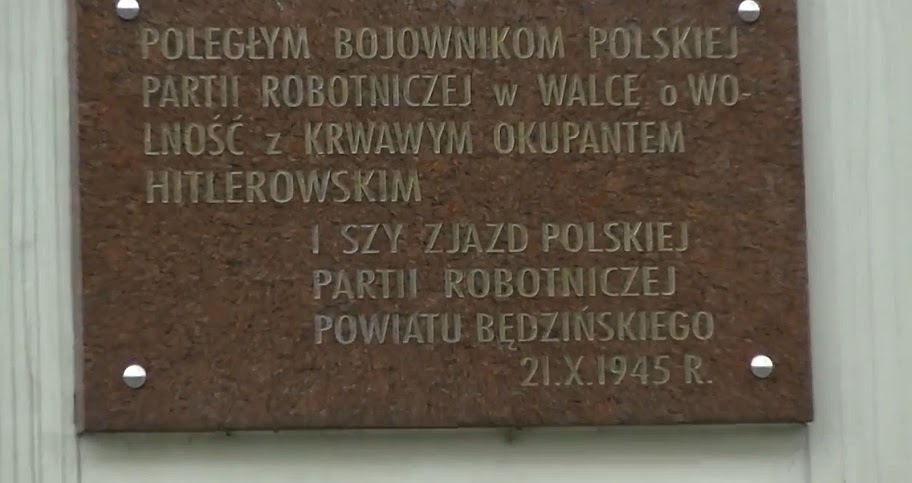 POLEGŁYM BOJOWNIKOM POLSKIEJ
PARTII ROBOTNICZEJ w WALCE o WO-
LNOŚĆ z KRWAWYM OKUPANTEM
HITLEROWSKIM
I SZY ZJAZD POLSKIEJ
PARTII ROBOTNICZEJ
POWIATU BĘDZIŃSKIEGO
21.X.1945 R.